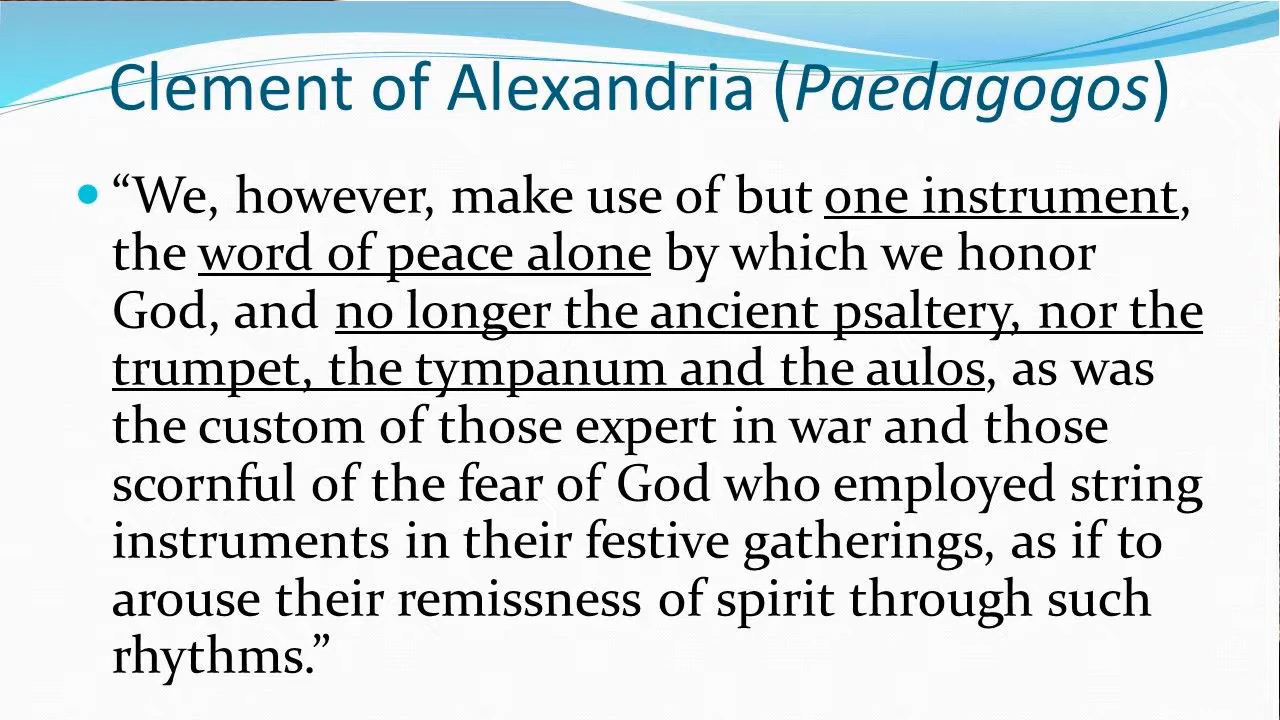 Clement of Alexandria (Paedagogos)
• “We, however, make use of but one instrument,
the word of peace alone by which we honor
God, and no longer the ancient psaltery, nor the
trumpet, the tympanum and the aulos, as was
the custom of those expert in war and those
scornful of the fear of God who employed string
instruments in their festive gatherings, as if to
arouse their remissness of spirit through such
rhythms.”